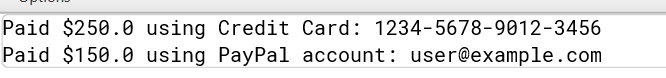 Paid $250.0 using Credit Card: 1234-5678-9012-3456
Paid $150.0 using PayPal account: user@example.com